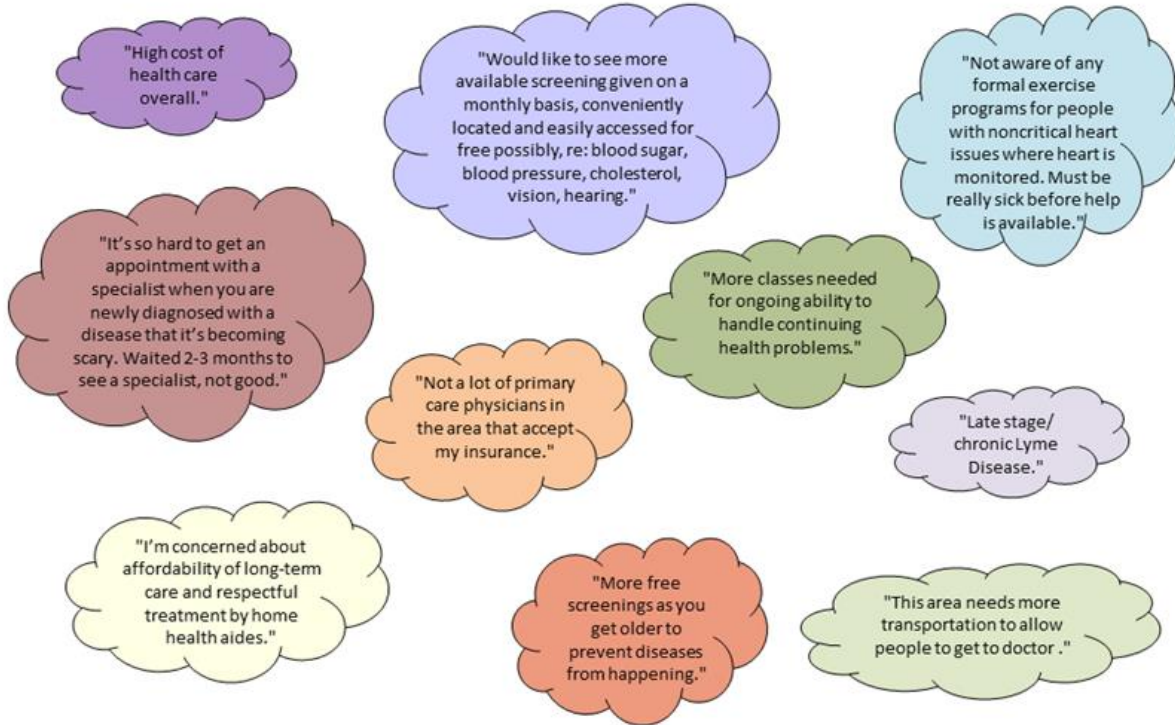 "High cost of
health care
overall."
"Would like to see more
available screening given on a
monthly basis, conveniently
located and easily accessed for
free possibly, re: blood sugar,
blood pressure, cholesterol,
vision, hearing."
"Not aware of any
formal exercise
programs for people
with noncritical heart
issues where heart is
monitored. Must be
really sick before help
is available."
"It's so hard to get an
appointment with a
specialist when you are
newly diagnosed with a
disease that it's becoming
scary. Waited 2-3 months to
see a specialist, not good."
"More classes needed
for ongoing ability to
handle continuing
health problems."
"Not a lot of primary
care physicians in
the area that accept
my insurance."
"Late stage/
chronic Lyme
Disease."
"I'm concerned about
affordability of long-term
care and respectful
treatment by home
health aides."
"More free
screenings as you
get older to
prevent diseases
from happening."
"This area needs more
transportation to allow
people to get to doctor ."